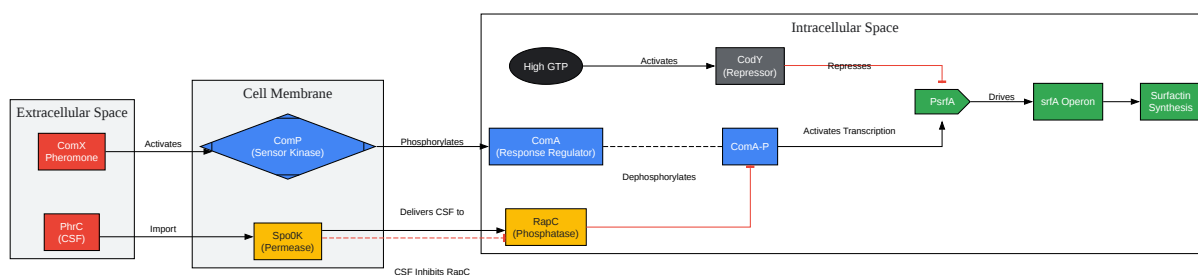 Intracellular Space
High GTP
Activates
CodY
(Repressor)
Represses
PsrfA
Drives
srfA Operon
Surfactin
Synthesis
Cell Membrane
Extracellular Space
ComX
Pheromone
Activates
ComP
(Sensor Kinase)
Phosphorylates
ComA
(Response Regulator)
ComA-P
Activates Transcription
Dephosphorylates
PhrC
(CSF)
Import
Spo0K
(Permease)
Delivers CSF to
RapC
(Phosphatase)
CSF Inhibits RapC